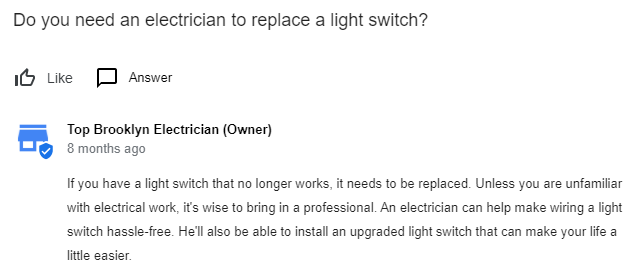 Do you need an electrician to replace a light switch?
Like Answer
Top Brooklyn Electrician (Owner)
8 months ago
If you have a light switch that no longer works, it needs to be replaced. Unless you are unfamiliar
with electrical work, it's wise to bring in a professional. An electrician can help make wiring a light
switch hassle-free. He'll also be able to install an upgraded light switch that can make your life a
little easier.